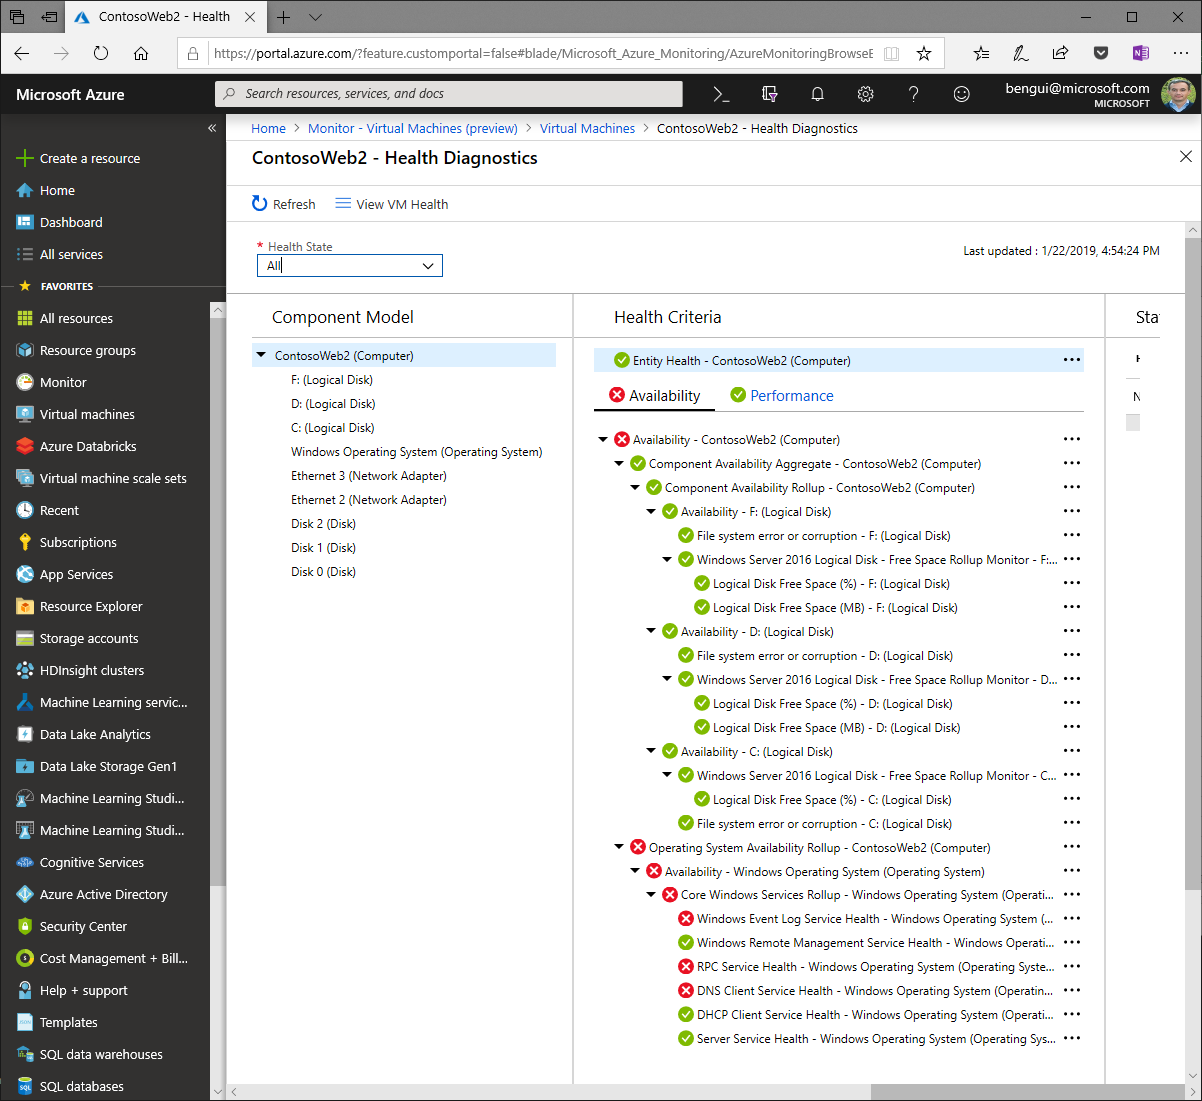 ContosoWeb2 - Health
https://portal.azure.com/?feature.customportal=false#blade/Microsoft_Azure_Monitoring/AzureMonitoringBrowseE
Microsoft Azure
Search resources, services, and docs
bengui@microsoft.com
MICROSOFT
Home > Monitor - Virtual Machines (preview) > Virtual Machines > ContosoWeb2 - Health Diagnostics
ContosoWeb2 - Health Diagnostics
Refresh
View VM Health
* Health State
All
Last updated : 1/22/2019, 4:54:24 PM
Create a resource
Home
Dashboard
All services
FAVORITES
All resources
Resource groups
Monitor
Virtual machines
Azure Databricks
Virtual machine scale sets
Recent
Subscriptions
App Services
Resource Explorer
Storage accounts
HDInsight clusters
Machine Learning servic...
Data Lake Analytics
Data Lake Storage Gen1
Machine Learning Studi...
Machine Learning Studi...
Cognitive Services
Azure Active Directory
Security Center
Cost Management + Bill...
Help + support
Templates
SQL data warehouses
SQL databases
Component Model
ContosoWeb2 (Computer)
F: (Logical Disk)
D: (Logical Disk)
C: (Logical Disk)
Windows Operating System (Operating System)
Ethernet 3 (Network Adapter)
Ethernet 2 (Network Adapter)
Disk 2 (Disk)
Disk 1 (Disk)
Disk 0 (Disk)
Health Criteria
Entity Health - ContosoWeb2 (Computer)
Availability
Performance
Availability - ContosoWeb2 (Computer)
Component Availability Aggregate - ContosoWeb2 (Computer)
Component Availability Rollup - ContosoWeb2 (Computer)
Availability - F: (Logical Disk)
File system error or corruption - F: (Logical Disk)
Windows Server 2016 Logical Disk - Free Space Rollup Monitor - F:...
Logical Disk Free Space (%) - F: (Logical Disk)
Logical Disk Free Space (MB) - F: (Logical Disk)
Availability - D: (Logical Disk)
File system error or corruption - D: (Logical Disk)
Windows Server 2016 Logical Disk - Free Space Rollup Monitor - D...
Logical Disk Free Space (%) - D: (Logical Disk)
Logical Disk Free Space (MB) - D: (Logical Disk)
Availability - C: (Logical Disk)
Windows Server 2016 Logical Disk - Free Space Rollup Monitor - C...
Logical Disk Free Space (%) - C: (Logical Disk)
File system error or corruption - C: (Logical Disk)
Operating System Availability Rollup - ContosoWeb2 (Computer)
Availability - Windows Operating System (Operating System)
Core Windows Services Rollup - Windows Operating System (Operati...
Windows Event Log Service Health - Windows Operating System (...
Windows Remote Management Service Health - Windows Operati...
RPC Service Health - Windows Operating System (Operating Syste...
DNS Client Service Health - Windows Operating System (Operatin...
DHCP Client Service Health - Windows Operating System (Operati...
Server Service Health - Windows Operating System (Operating Sys...
Sta
N